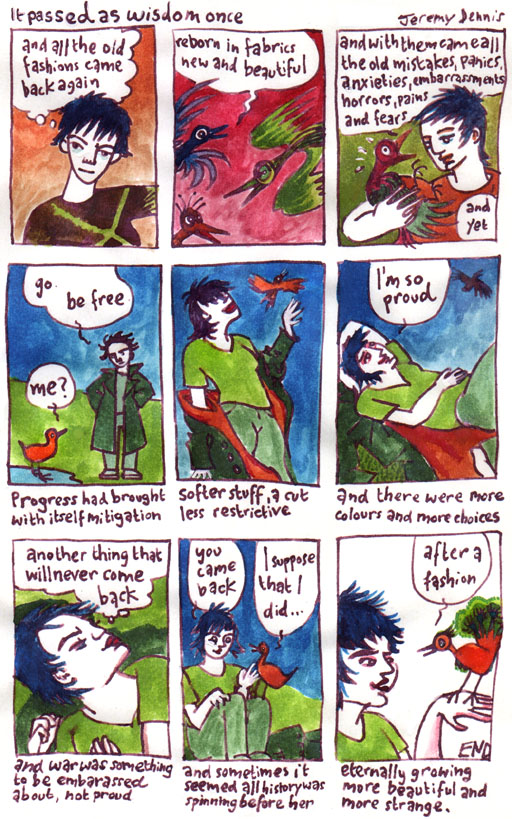 It passed as wisdom once
Jeremy Dennis
and all the old
fashions came
back again
reborn in fabrics
new and beautiful
and with them came all
the old mistakes, panics,
anxieties, embarrassments
horrors, pains
and fears
and
yet
go.
be free
me?
Progress had brought
with itself mitigation
softer stuff, a cut
less restrictive
I'm so
proud
and there were more
colours and more choices
another thing that
will never come
back
and war was something
to be embarassed
about, not proud
you
came
back
I suppose
that I
did...
and sometimes it
seemed all history was
spinning before her
after a
fashion
END
eternally growing
more beautiful and
more strange.